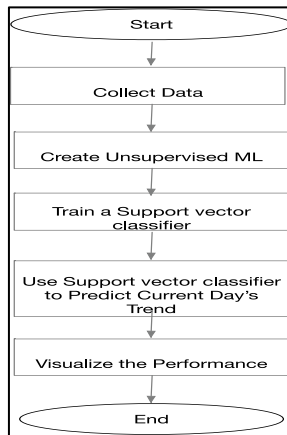 Start
Collect Data
Create Unsupervised ML
Train a Support vector
classifier
Use Support vector classifier
to Predict Current Day's
Trend
Visualize the Performance
End